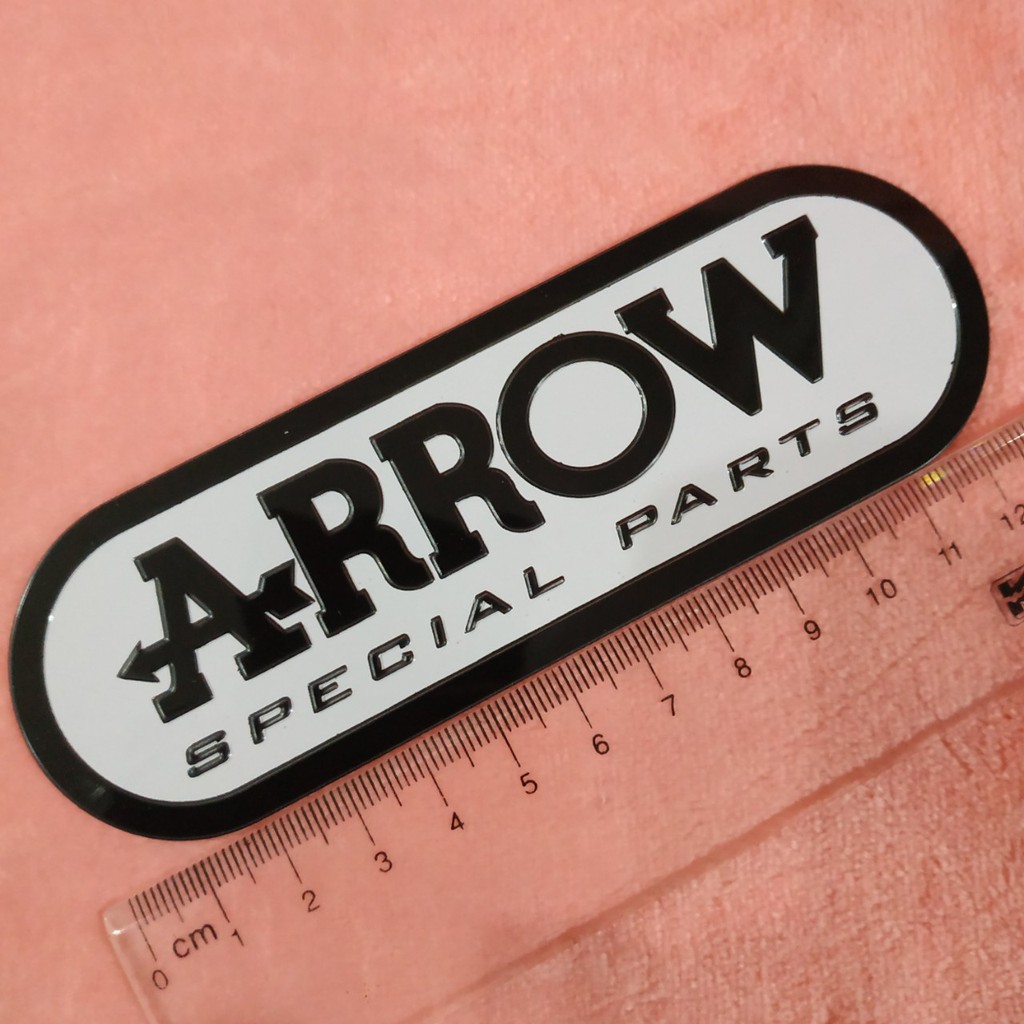 ARROW
SPECIAL PARTS
cm
0 1 2 3 4 5 6 7 8 9 10 11 12